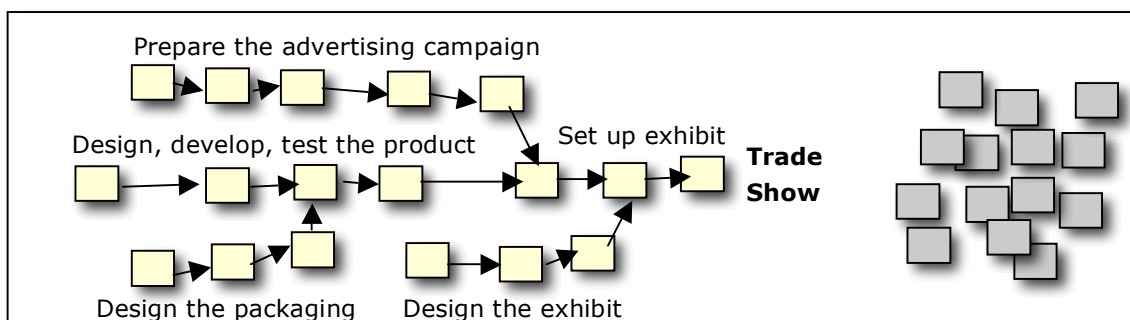 Prepare the advertising campaign
Design, develop, test the product
Set up exhibit
Trade
Show
Design the packaging
Design the exhibit